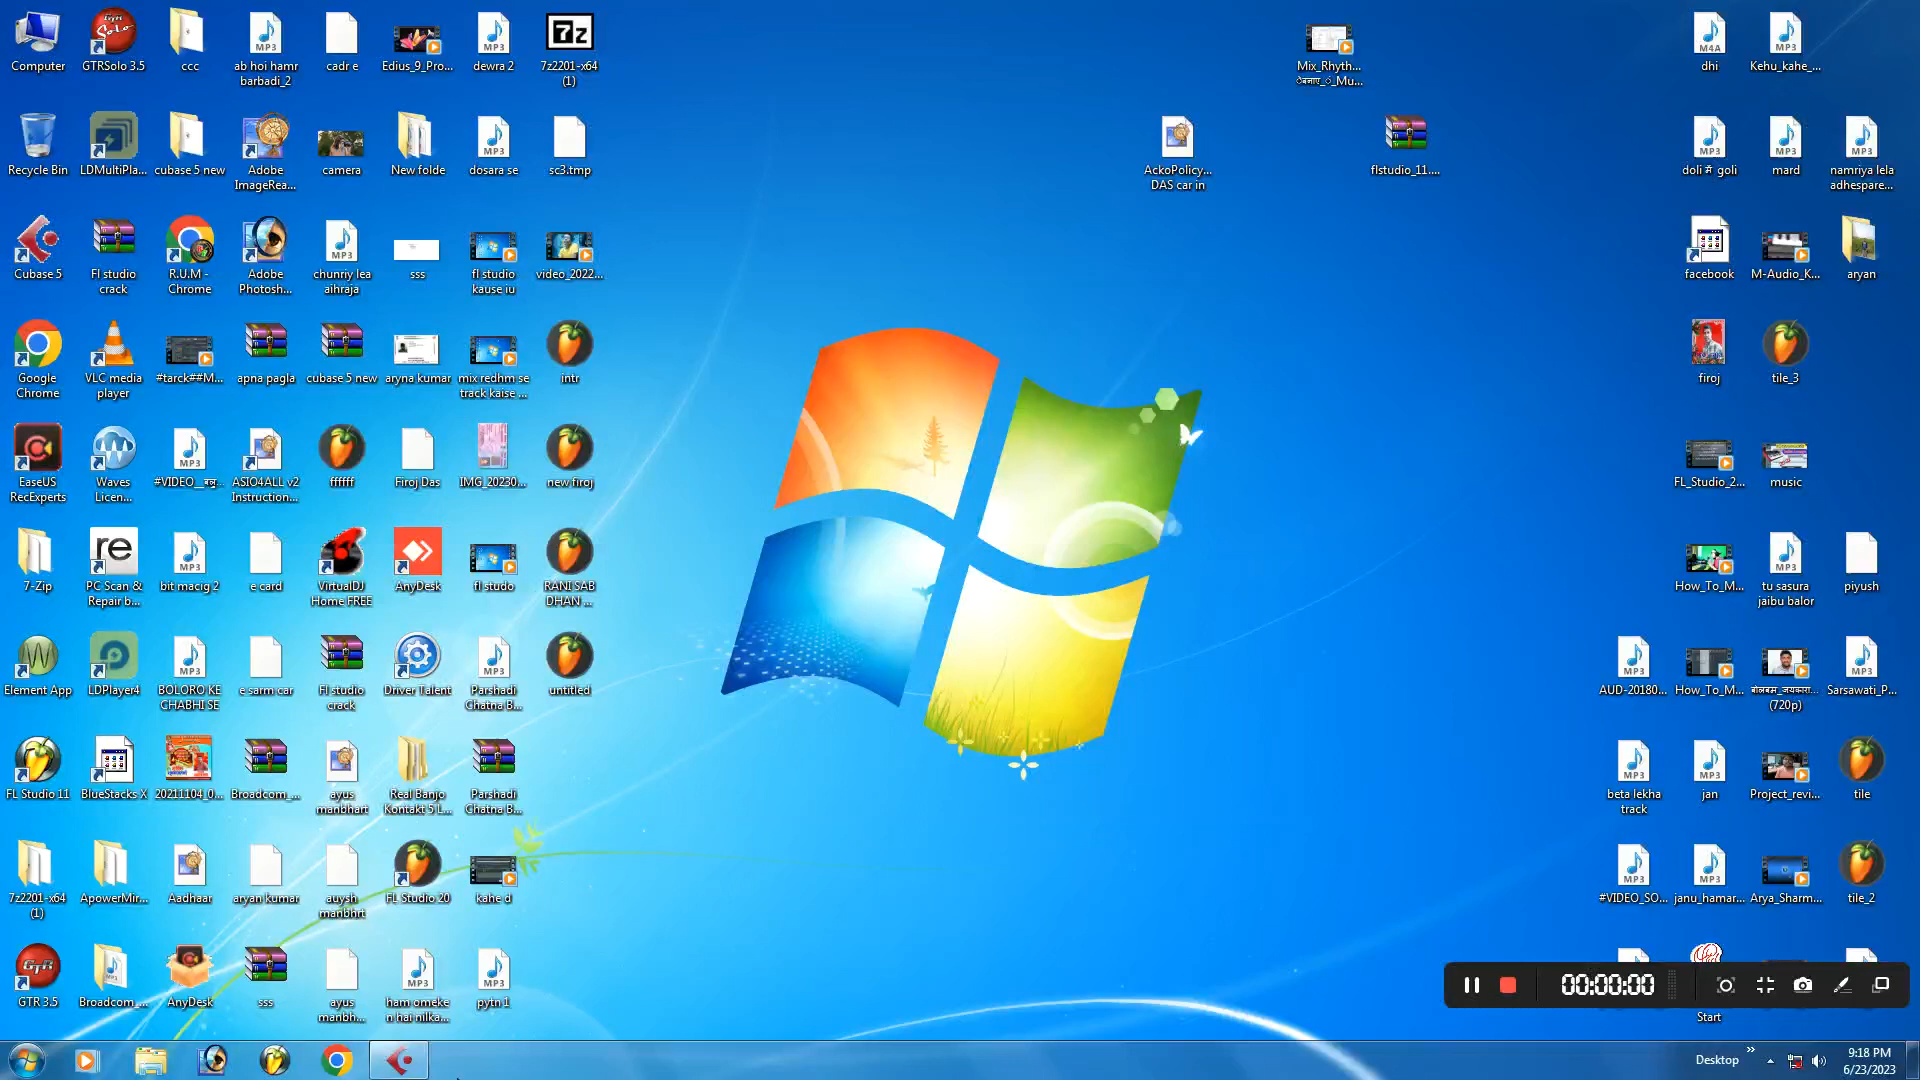 Computer
GTRSolo 3.5
ccc
ab hoi hamr
barbadi_2
cadr e
Edius_9_Pro...
dewra 2
7z2201-x64
(1)
Mix_Rhyth...
dhi
Kehu_kahe_...
Recycle Bin
LDMultiPla...
cubase 5 new
Adobe
ImageRea...
camera
New folde
dosara se
sc3.tmp
AckoPolicy...
DAS car in
flstudio_11....
doli में goli
mard
namriya lela
adhespare...
Cubase 5
Fl studio
crack
R.U.M -
Chrome
Adobe
Photosh...
chunriy lea
aihraja
sss
fl studio
kause iu
video_2022...
facebook
M-Audio_K...
aryan
Google
Chrome
VLC media
player
#tarck##M...
apna pagla
cubase 5 new
aryna kumar
mix redhm se
track kaise ...
intr
firoj
tile_3
EaseUS
RecExperts
Waves
Licen...
ASIO4ALL v2
Instruction...
ffffff
Firoj Das
IMG_20230...
new firoj
FL_Studio_2...
music
7-Zip
PC Scan &
Repair b...
bit macig 2
e card
VirtualDJ
Home FREE
AnyDesk
fl studo
RANI SAB
DHAN ...
How_To_M...
tu sasura
jaibu balor
piyush
Element App
LDPlayer4
BOLORO KE
CHABHI SE
e sarm car
Fl studio
crack
Driver Talent
Parshadi
Chatna B...
untitled
AUD-20180...
How_To_M...
बोलबम_जयकारा...
(720p)
Sarsawati_P...
FL Studio 11
BlueStacks X
20211104_0...
Broadcom_...
ayus
manbhart
Real Banjo
Kontakt 5 L...
Parshadi
Chatna B...
beta lekha
track
jan
Project_revi...
tile
7z2201-x64
(1)
ApowerMir...
Aadhaar
aryan kumar
auysh
manbhrt
FL Studio 20
kahe d
#VIDEO_SO...
janu_hamar...
Arya_Sharm...
tile_2
GTR 3.5
Broadcom_...
AnyDesk
sss
ayus
manbh...
ham omeke
n hai nilka...
pytn 1
00:00:00
Start
Desktop
9:18 PM
6/23/2023